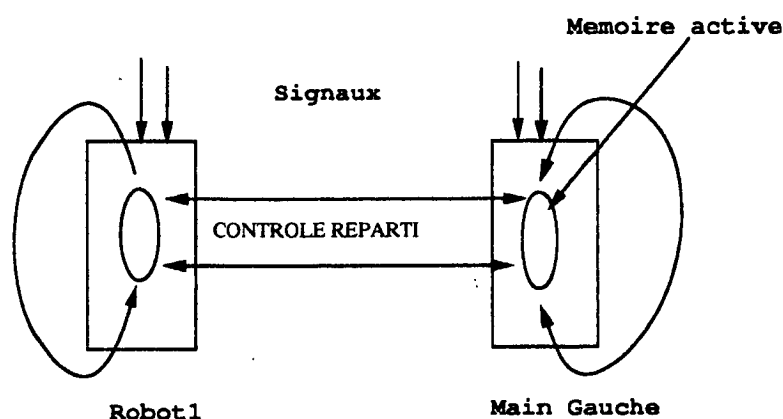 Memoire active
Signaux
CONTROLE REPARTI
Robot1
Main Gauche